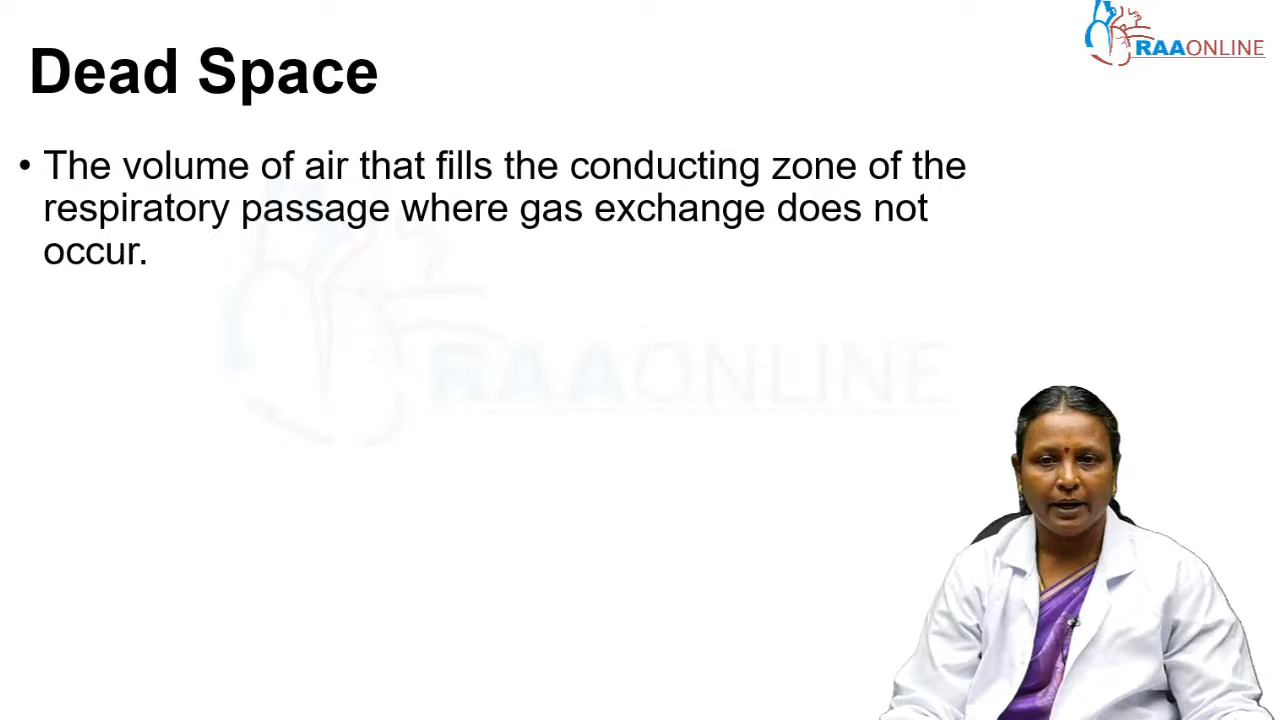 RAAONLINE
Dead Space
• The volume of air that fills the conducting zone of the
respiratory passage where gas exchange does not
occur.
RAAONLINE